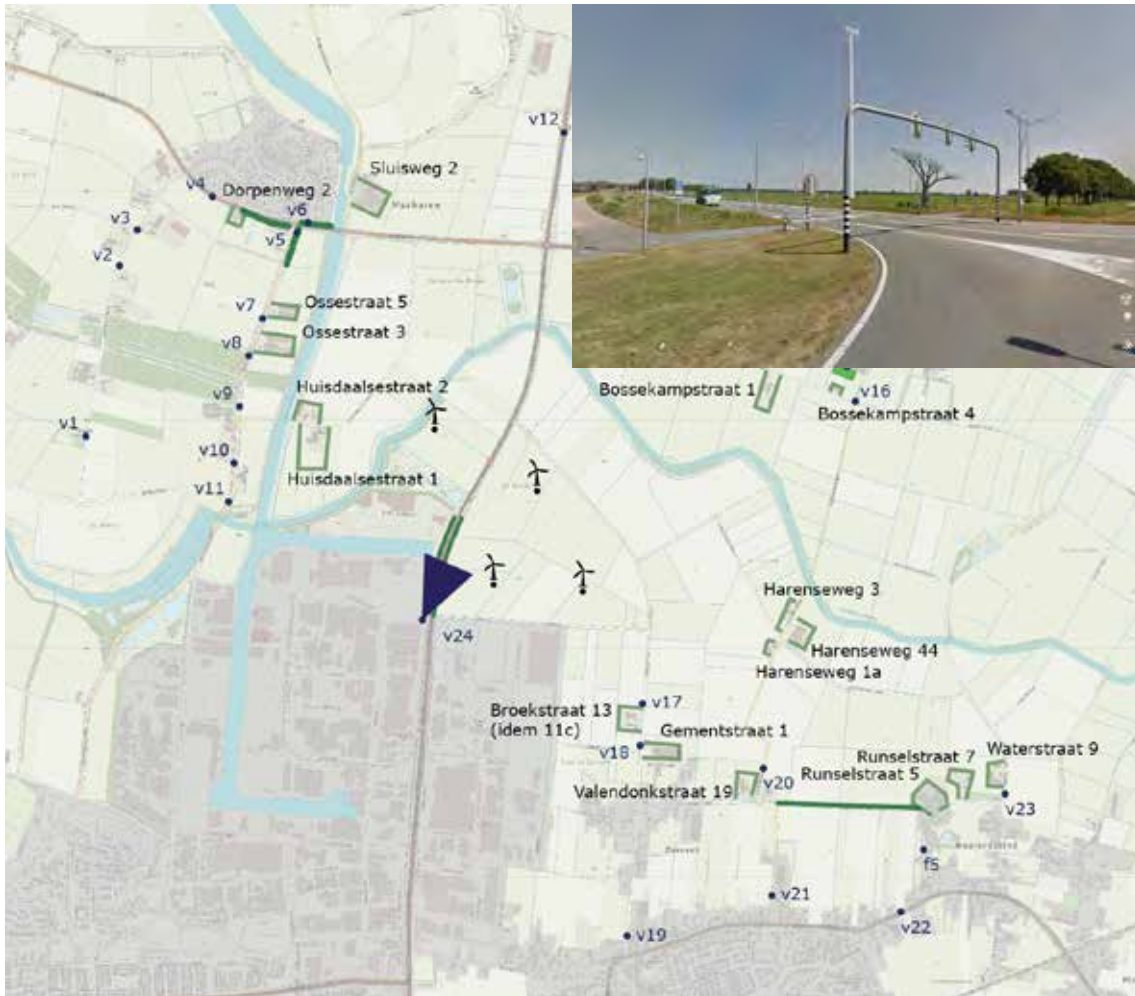 v12
Sluisweg 2
v4
Dorpenweg 2
v6
v3
v5
v2
v7
Ossestraat 5
Ossestraat 3
v8
Bossekampstraat 1
v16
Huisdaalsestraat 2
Bossekampstraat 4
v9
v1
v10
Huisdaalsestraat 1
v11
Harenseweg 3
v24
Harenseweg 44
Harenseweg 1a
v17
Broekstraat 13
(idem 11c)
Gementstraat 1
v18
Waterstraat 9
Runselstraat 7
Runselstraat 5
v20
Valendonkstraat 19
v23
f5
v21
v22
v19